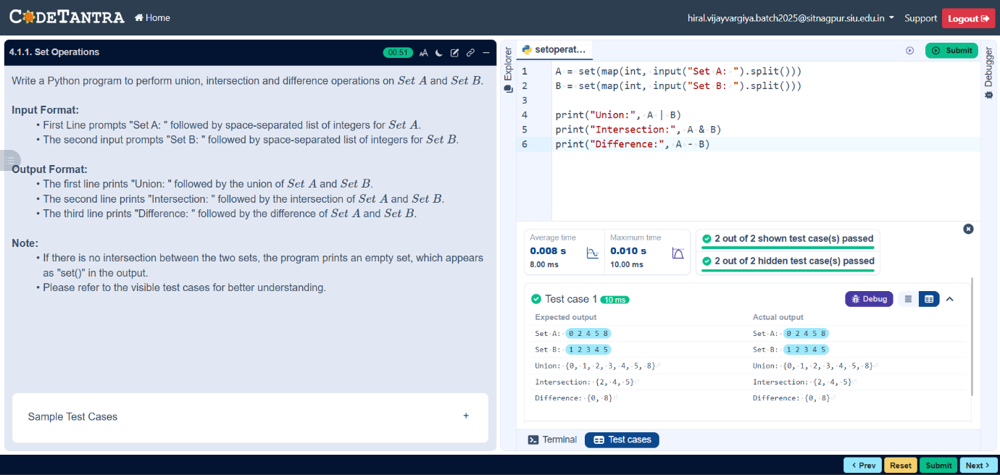 CODETANTRA
Home
hiral.vijayvargiya.batch2025@sitnagpur.siu.edu.in
Support
Logout
4.1.1. Set Operations
00:51
AA
Write a Python program to perform union, intersection and difference operations on Set A and Set B.
Input Format:
• First Line prompts "Set A: " followed by space-separated list of integers for Set A.
• The second input prompts "Set B: " followed by space-separated list of integers for Set B.
Output Format:
• The first line prints "Union: " followed by the union of Set A and Set B.
• The second line prints "Intersection: " followed by the intersection of Set A and Set B.
• The third line prints "Difference: " followed by the difference of Set A and Set B.
Note:
• If there is no intersection between the two sets, the program prints an empty set, which appears
as "set()" in the output.
• Please refer to the visible test cases for better understanding.
Sample Test Cases
+
Explorer
setoperat...
Submit
Debugger
1 A = set(map(int, input("Set A: ").split()))
2 B = set(map(int, input("Set B: ").split()))
3
4 print("Union:", A | B)
5 print("Intersection:", A & B)
6 print("Difference:", A - B)
Average time
0.008 s
8.00 ms
Maximum time
0.010 s
10.00 ms
2 out of 2 shown test case(s) passed
2 out of 2 hidden test case(s) passed
Test case 1 10 ms
Debug
Expected output
Actual output
Set A: 0 2 4 5 8
Set A: 0 2 4 5 8
Set B: 1 2 3 4 5
Set B: 1 2 3 4 5
Union: {0, 1, 2, 3, 4, 5, 8}
Union: {0, 1, 2, 3, 4, 5, 8}
Intersection: {2, 4, 5}
Intersection: {2, 4, 5}
Difference: {0, 8}
Difference: {0, 8}
Terminal
Test cases
< Prev
Reset
Submit
Next >